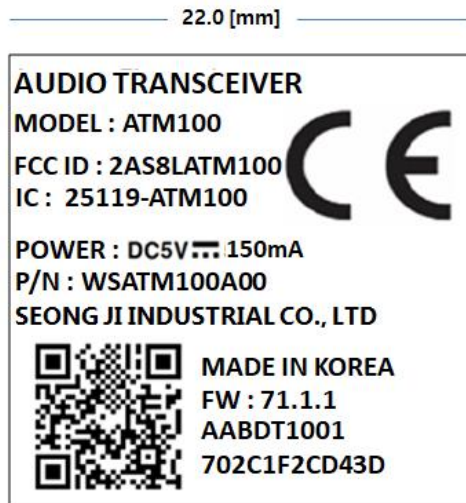 22.0 [mm]
AUDIO TRANSCEIVER
MODEL : ATM100
FCC ID : 2AS8LATM100
IC : 25119-ATM100
CE
POWER : DC5V ⎓ 150mA
P/N : WSATM100A00
SEONG JI INDUSTRIAL CO., LTD
MADE IN KOREA
FW : 71.1.1
AABDT1001
702C1F2CD43D